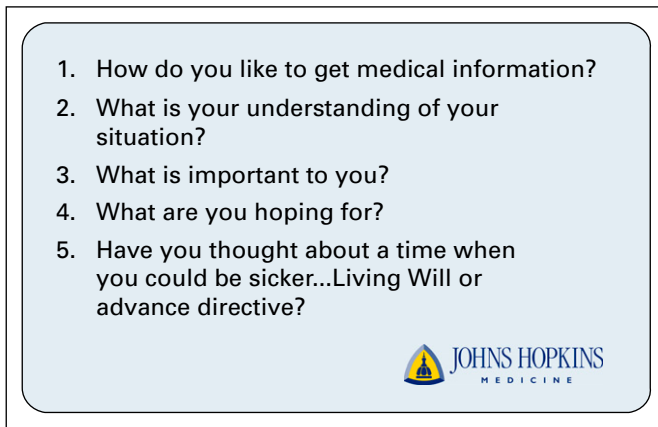 1. How do you like to get medical information?
2. What is your understanding of your
situation?
3. What is important to you?
4. What are you hoping for?
5. Have you thought about a time when
you could be sicker...Living Will or
advance directive?
JOHNS HOPKINS
MEDICINE